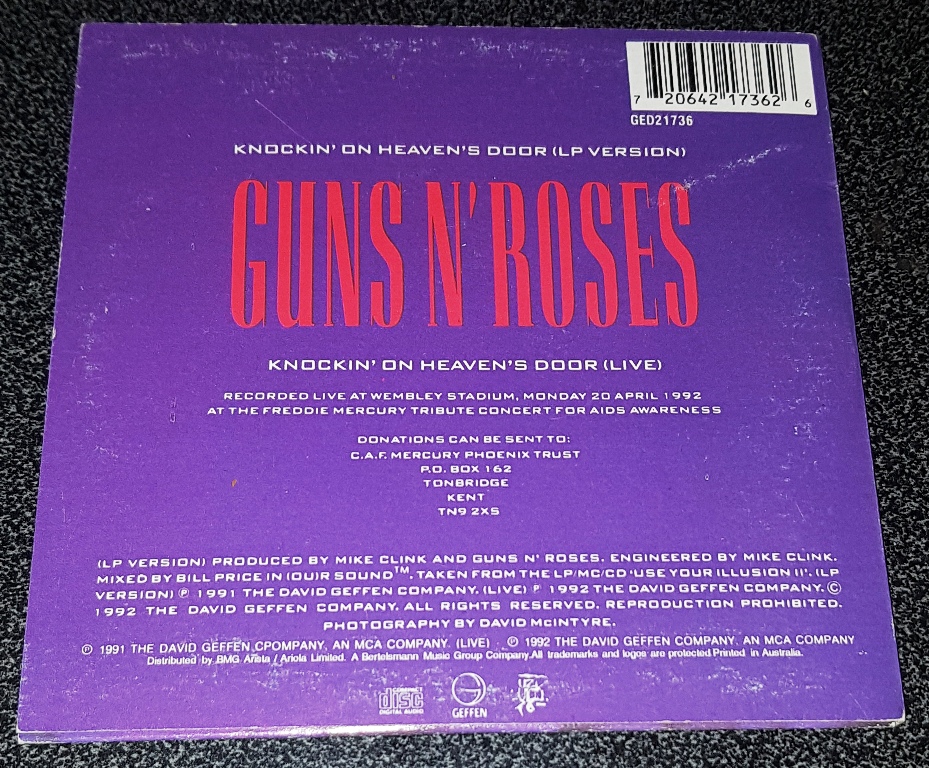 7 20642 17362 6
GED21736
KNOCKIN' ON HEAVEN'S DOOR (LP VERSION)
GUNS N' ROSES
KNOCKIN' ON HEAVEN'S DOOR (LIVE)
RECORDED LIVE AT WEMBLEY STADIUM, MONDAY 20 APRIL 1992
AT THE FREDDIE MERCURY TRIBUTE CONCERT FOR AIDS AWARENESS
DONATIONS CAN BE SENT TO:
C.A.F. MERCURY PHOENIX TRUST
P.O. BOX 162
TONBRIDGE
KENT
TN9 2XS
(LP VERSION) PRODUCED BY MIKE CLINK AND GUNS N' ROSES. ENGINEERED BY MIKE CLINK.
MIXED BY BILL PRICE IN (OU)R SOUND™. TAKEN FROM THE LP/MC/CD 'USE YOUR ILLUSION II'. (LP
VERSION) ℗ 1991 THE DAVID GEFFEN COMPANY. (LIVE) ℗ 1992 THE DAVID GEFFEN COMPANY. ©
1992 THE DAVID GEFFEN COMPANY. ALL RIGHTS RESERVED. REPRODUCTION PROHIBITED.
PHOTOGRAPHY BY DAVID McINTYRE.
℗ 1991 THE DAVID GEFFEN CPOMPANY, AN MCA COMPANY. (LIVE) ℗ 1992 THE DAVID GEFFEN COMPANY. AN MCA COMPANY
Distributed by BMG Arista / Ariola Limited. A Bertelsmann Music Group Company.All trademarks and logos are protected.Printed in Australia.
COMPACT
disc
DIGITAL AUDIO
GEFFEN